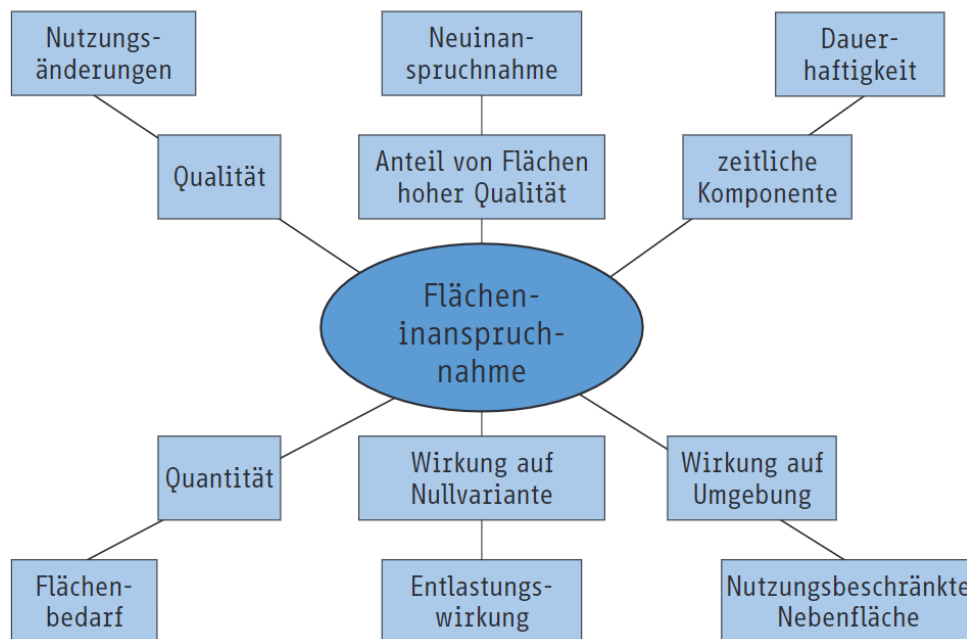 Nutzungs-
änderungen
Neuinan-
spruchnahme
Dauer-
haftigkeit
Qualität
Anteil von Flächen
hoher Qualität
zeitliche
Komponente
Flächen-
inanspruch-
nahme
Quantität
Wirkung auf
Nullvariante
Wirkung auf
Umgebung
Flächen-
bedarf
Entlastungs-
wirkung
Nutzungsbeschränkte
Nebenfläche